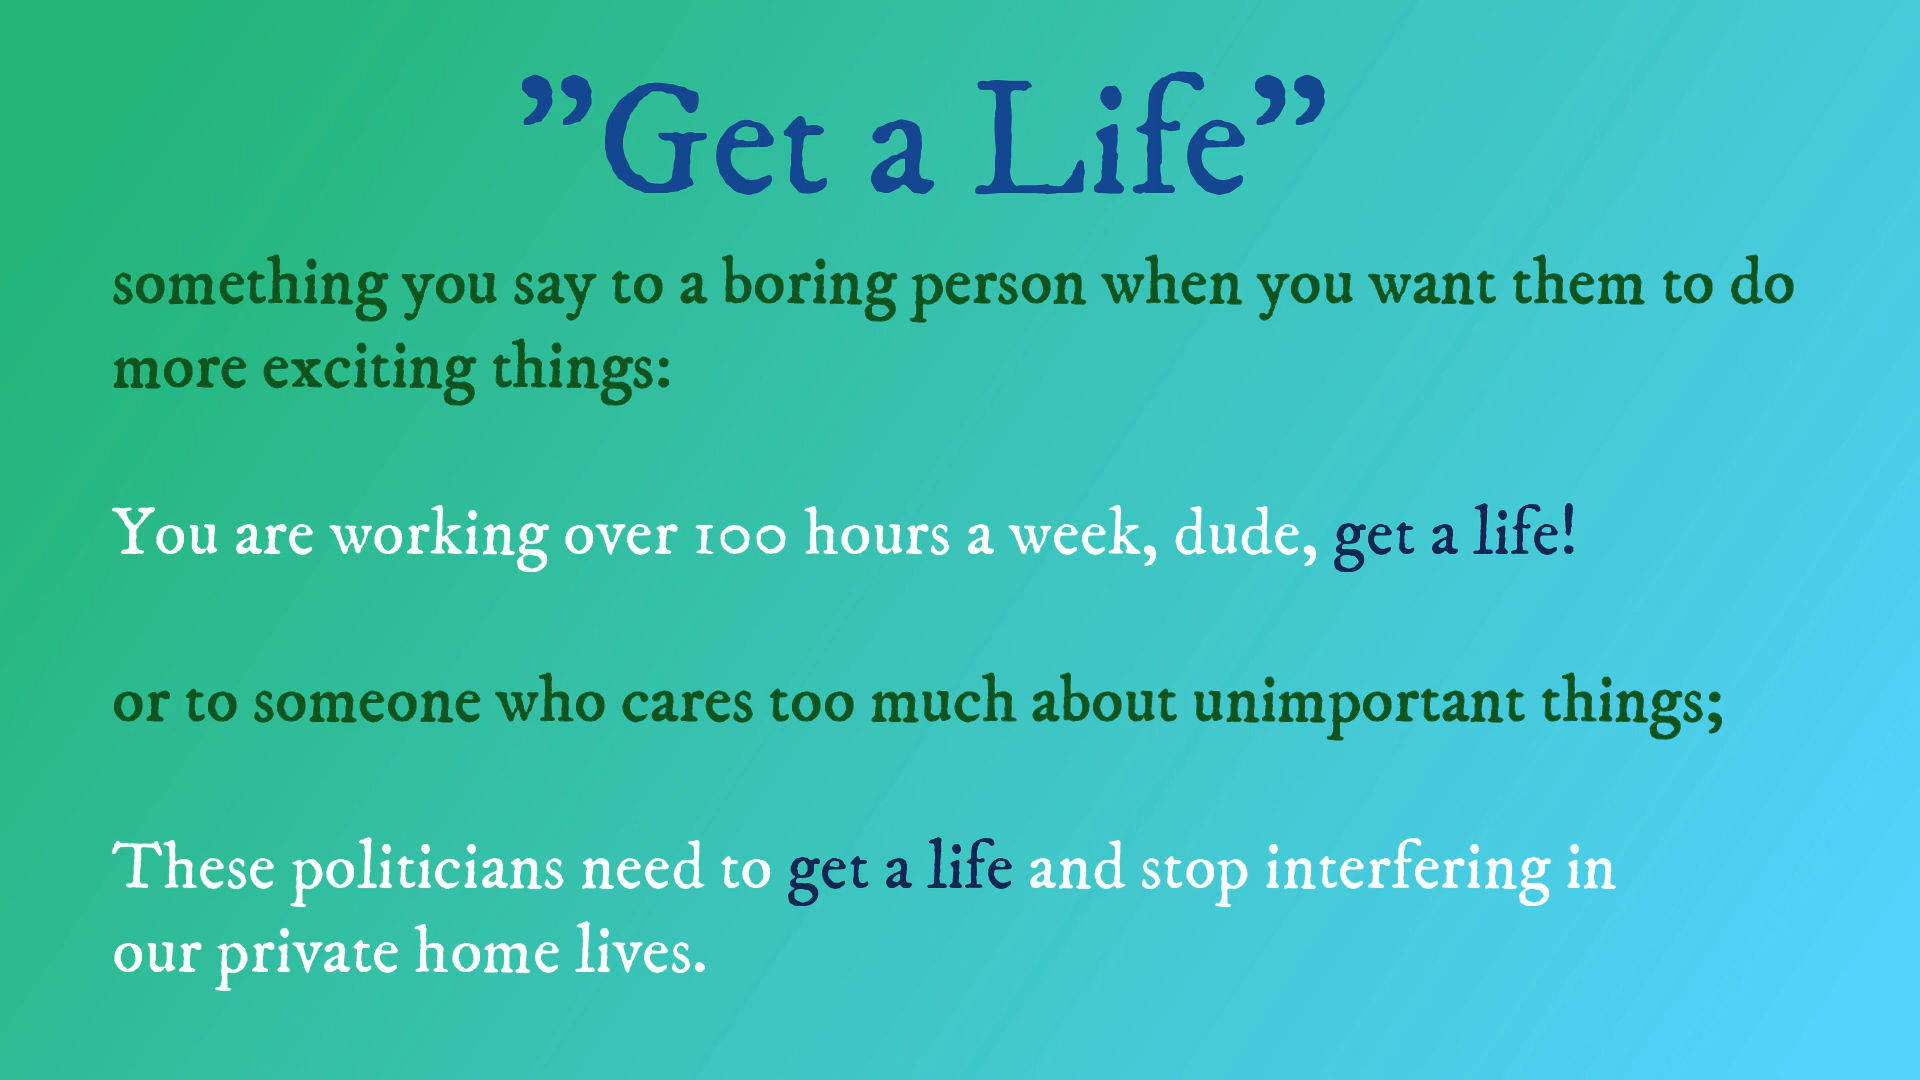 ”Get a Life”
something you say to a boring person when you want them to do
more exciting things:
You are working over 100 hours a week, dude, get a life!
or to someone who cares too much about unimportant things;
These politicians need to get a life and stop interfering in
our private home lives.